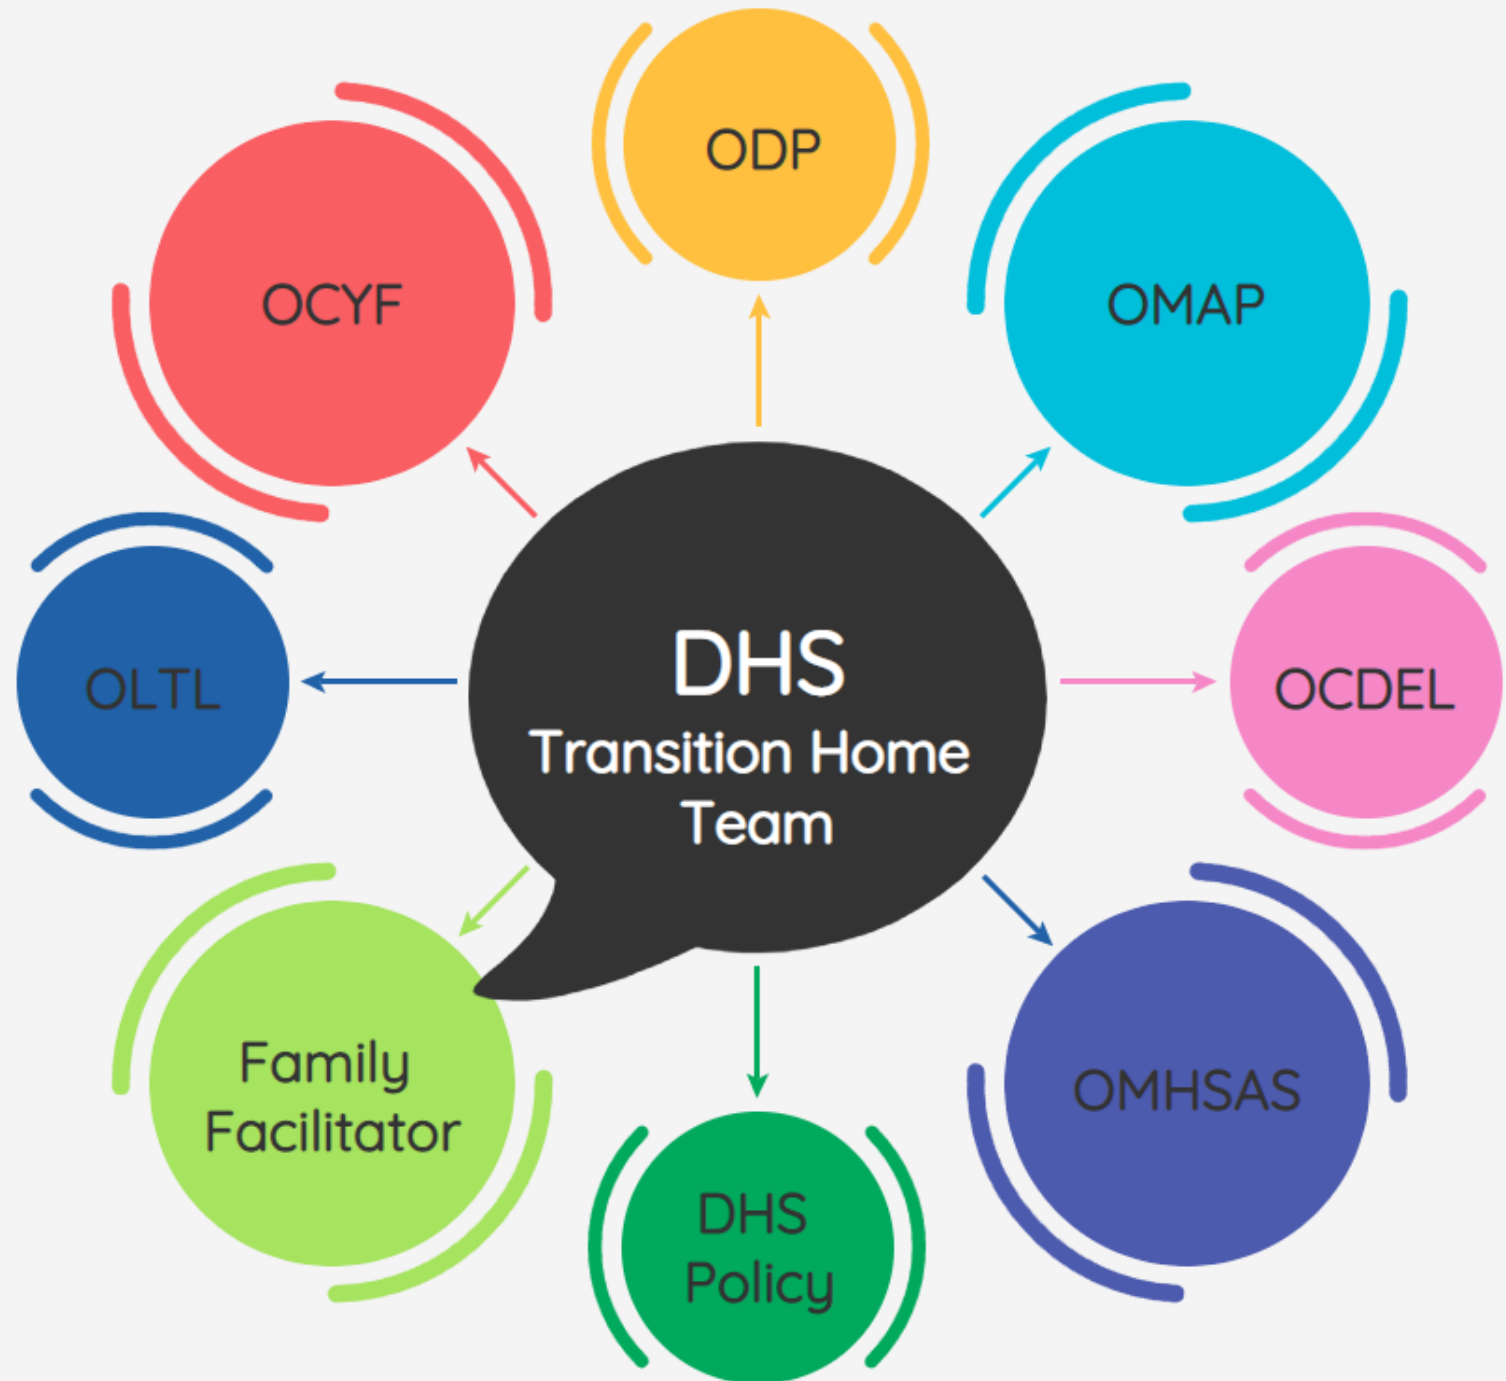 ODP
OCYF
OMAP
DHS
Transition Home
Team
OLTL
OCDEL
Family
Facilitator
OMHSAS
DHS
Policy